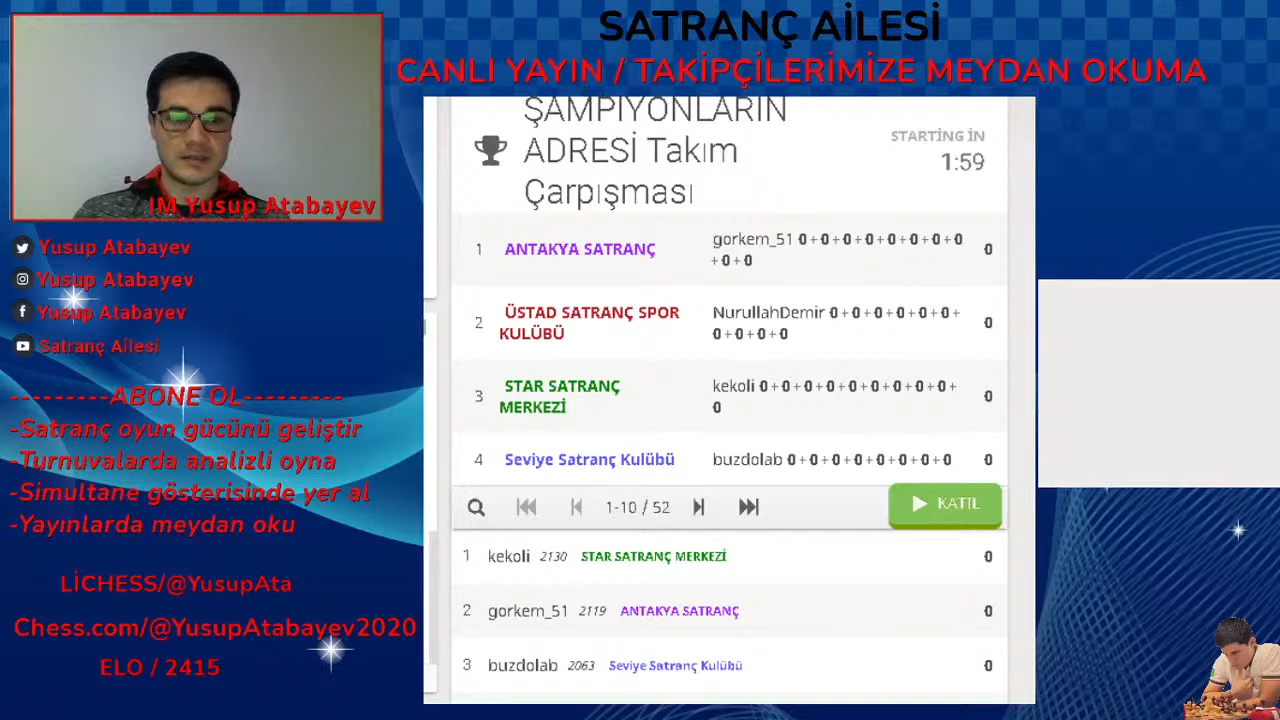 SATRANÇ AİLESİ
CANLI YAYIN / TAKİPÇİLERİMİZE MEYDAN OKUMA
IM Yusup Atabayev
Yusup Atabayev
Yusup Atabayev
Yusup Atabayev
Satranç Ailesi
---------ABONE OL---------
-Satranç oyun gücünü geliştir
-Turnuvalarda analizli oyna
-Simultane gösterisinde yer al
-Yayınlarda meydan oku
LİCHESS/@YusupAta
Chess.com/@YusupAtabayev2020
ELO / 2415
ŞAMPİYONLARIN
ADRESİ Takım
Çarpışması
STARTING İN
1:59
1 ANTAKYA SATRANÇ gorkem_51 0+0+0+0+0+0+0+0 0
+0+0
2 ÜSTAD SATRANÇ SPOR KULÜBÜ NurullahDemir 0+0+0+0+0+0+ 0
0+0+0+0
3 STAR SATRANÇ MERKEZİ kekoli 0+0+0+0+0+0+0+0+0+ 0
0
4 Seviye Satranç Kulübü buzdolab 0+0+0+0+0+0+0+0 0
1-10 / 52
KATIL
1 kekoli 2130 STAR SATRANÇ MERKEZİ 0
2 gorkem_51 2119 ANTAKYA SATRANÇ 0
3 buzdolab 2063 Seviye Satranç Kulübü 0